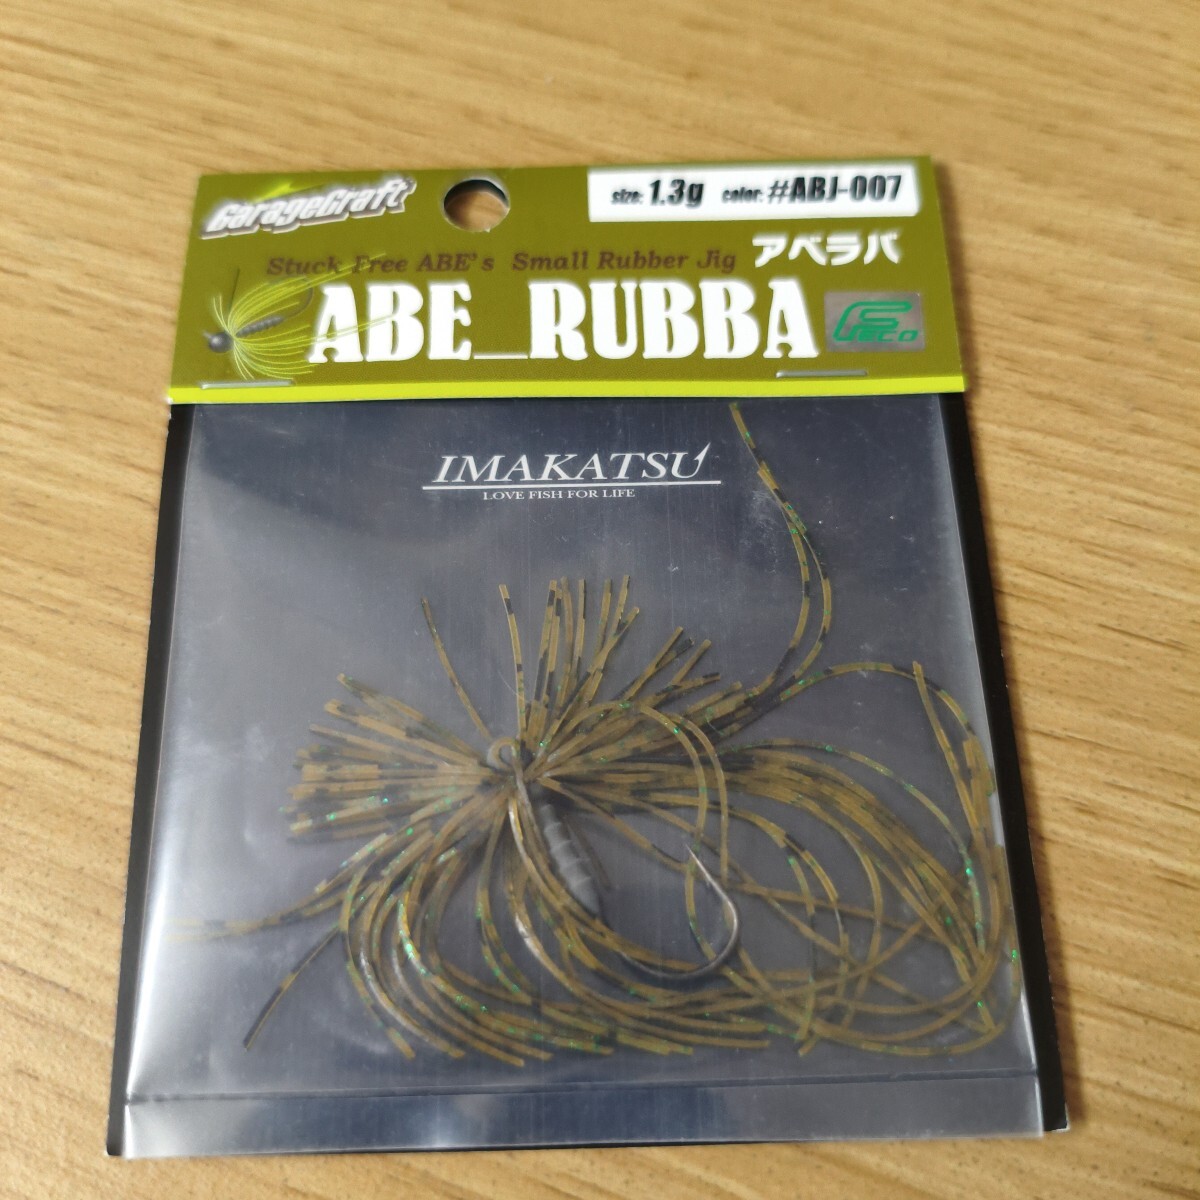 GarageCraft
size: 1.3g color: #ABJ-007
Stuck Free ABE's Small Rubber Jig アベラバ
ABE_RUBBA
FECO
IMAKATSU
LOVE FISH FOR LIFE